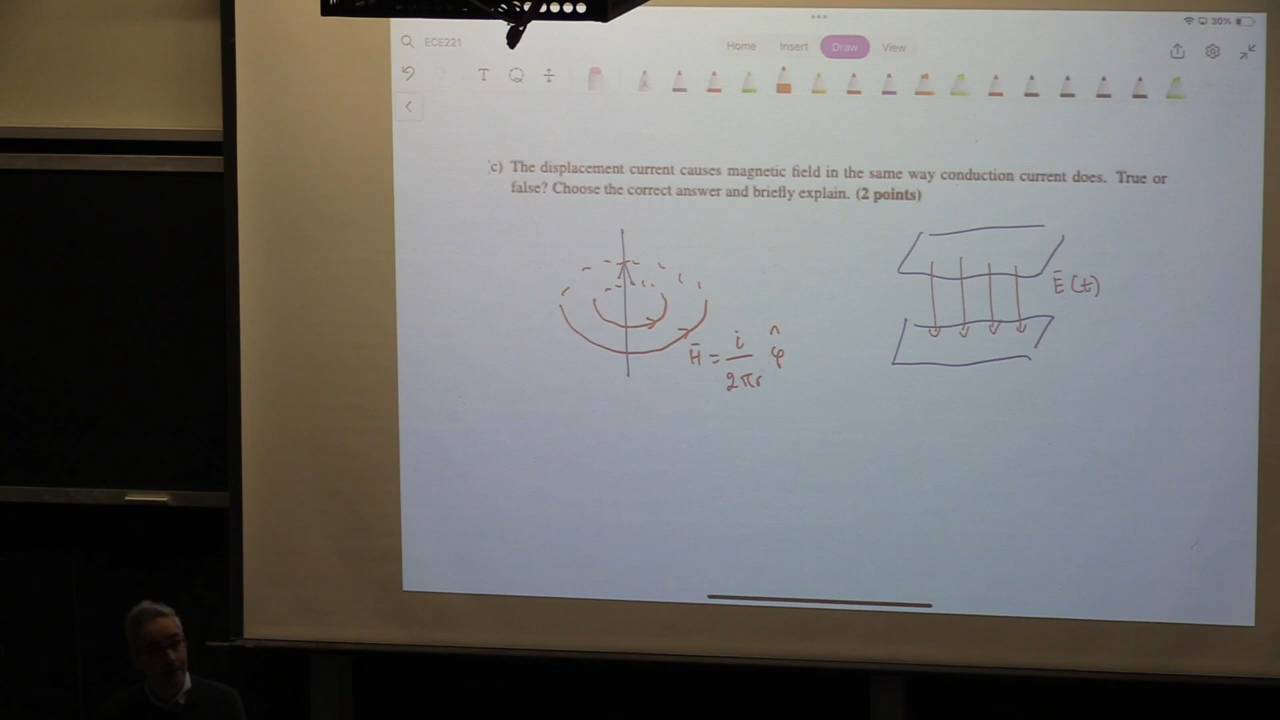 30%
ECE221
Home Insert Draw View
c) The displacement current causes magnetic field in the same way conduction current does. True or
false? Choose the correct answer and briefly explain. (2 points)
Ē(t)
H̄ = i/2πr φ̂